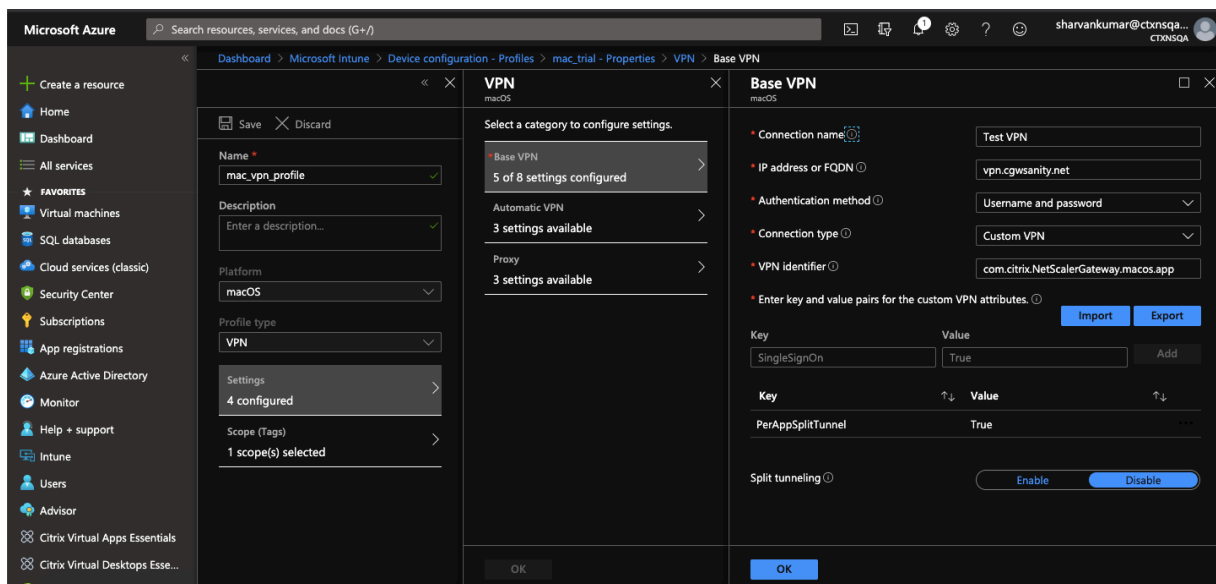 Microsoft Azure
Search resources, services, and docs (G+/)
1
sharvankumar@ctxnsqa...
CTXNSQA
Dashboard > Microsoft Intune > Device configuration - Profiles > mac_trial - Properties > VPN > Base VPN
Create a resource
Home
Dashboard
All services
FAVORITES
Virtual machines
SQL databases
Cloud services (classic)
Security Center
Subscriptions
App registrations
Azure Active Directory
Monitor
Help + support
Intune
Users
Advisor
Citrix Virtual Apps Essentials
Citrix Virtual Desktops Esse...
Save Discard
Name *
mac_vpn_profile
Description
Enter a description...
Platform
macOS
Profile type
VPN
Settings
4 configured
Scope (Tags)
1 scope(s) selected
VPN
macOS
Select a category to configure settings.
* Base VPN
5 of 8 settings configured
Automatic VPN
3 settings available
Proxy
3 settings available
OK
Base VPN
macOS
* Connection name Test VPN
* IP address or FQDN vpn.cgwsanity.net
* Authentication method Username and password
* Connection type Custom VPN
* VPN identifier com.citrix.NetScalerGateway.macos.app
* Enter key and value pairs for the custom VPN attributes.
Import Export
Key Value
SingleSignOn True Add
Key Value
PerAppSplitTunnel True ...
Split tunneling Enable Disable
OK